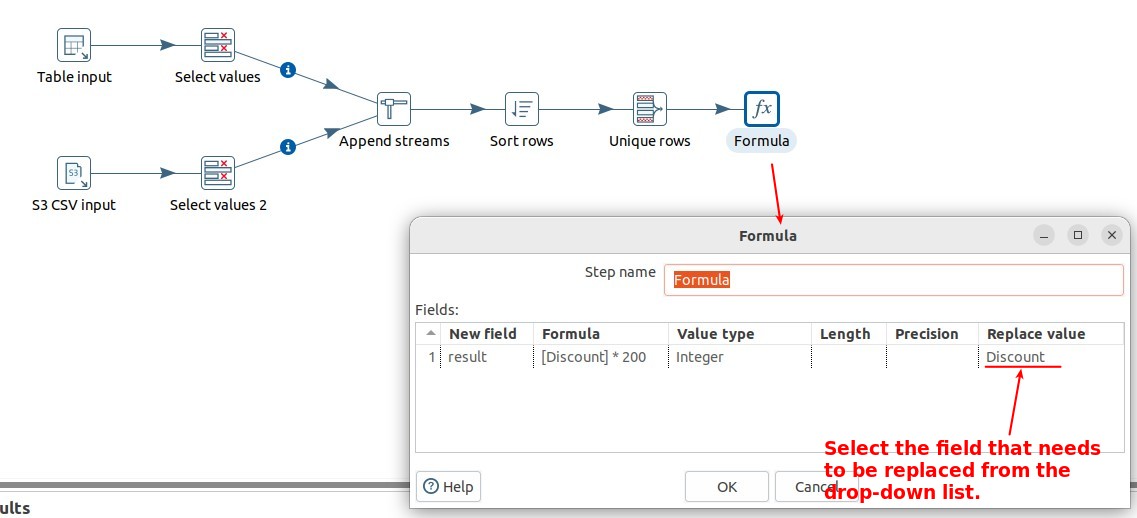 Table input
Select values
Append streams
Sort rows
Unique rows
fx
Formula
S3
S3 CSV input
Select values 2
Formula
Step name
Formula
Fields:
New field Formula Value type Length Precision Replace value
1 result [Discount] * 200 Integer Discount
Select the field that needs
to be replaced from the
drop-down list.
Help
OK
Cancel
ults